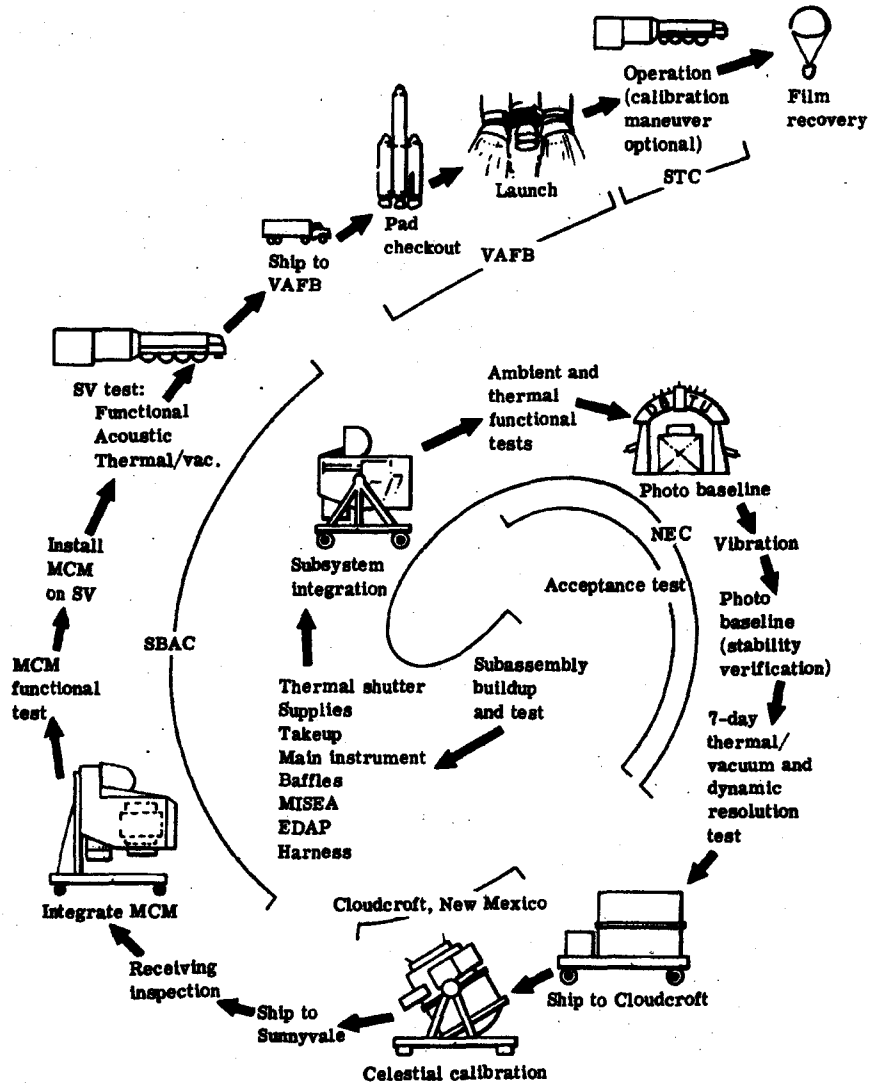 Operation
(calibration
maneuver
optional)
Film
recovery
STC
Launch
Pad
checkout
VAFB
Ship to
VAFB
SV test:
Functional
Acoustic
Thermal/vac.
Ambient and
thermal
functional
tests
Photo baseline
NEC
Vibration
Install
MCM
on SV
Subsystem
integration
Acceptance test
Photo
baseline
(stability
verification)
SBAC
MCM
functional
test
Thermal shutter
Supplies
Takeup
Main instrument
Baffles
MISEA
EDAP
Harness
Subassembly
buildup
and test
7-day
thermal/
vacuum and
dynamic
resolution
test
Integrate MCM
Cloudcroft, New Mexico
Receiving
inspection
Ship to
Sunnyvale
Ship to Cloudcroft
Celestial calibration